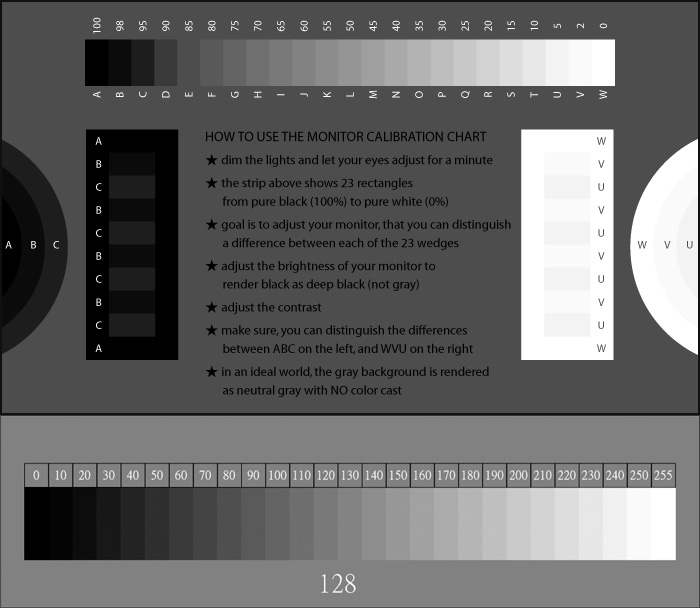 100 98 95 90 85 80 75 70 65 60 55 50 45 40 35 30 25 20 15 10 5 2 0
A B C D E F G H I J K L M N O P Q R S T U V W
HOW TO USE THE MONITOR CALIBRATION CHART
★ dim the lights and let your eyes adjust for a minute
★ the strip above shows 23 rectangles
from pure black (100%) to pure white (0%)
★ goal is to adjust your monitor, that you can distinguish
a difference between each of the 23 wedges
★ adjust the brightness of your monitor to
render black as deep black (not gray)
★ adjust the contrast
★ make sure, you can distinguish the differences
between ABC on the left, and WVU on the right
★ in an ideal world, the gray background is rendered
as neutral gray with NO color cast
A B C
A
B
C
B
C
B
C
B
C
A
W
V
U
V
U
V
U
V
U
W
W V U
0 10 20 30 40 50 60 70 80 90 100 110 120 130 140 150 160 170 180 190 200 210 220 230 240 250 255
128